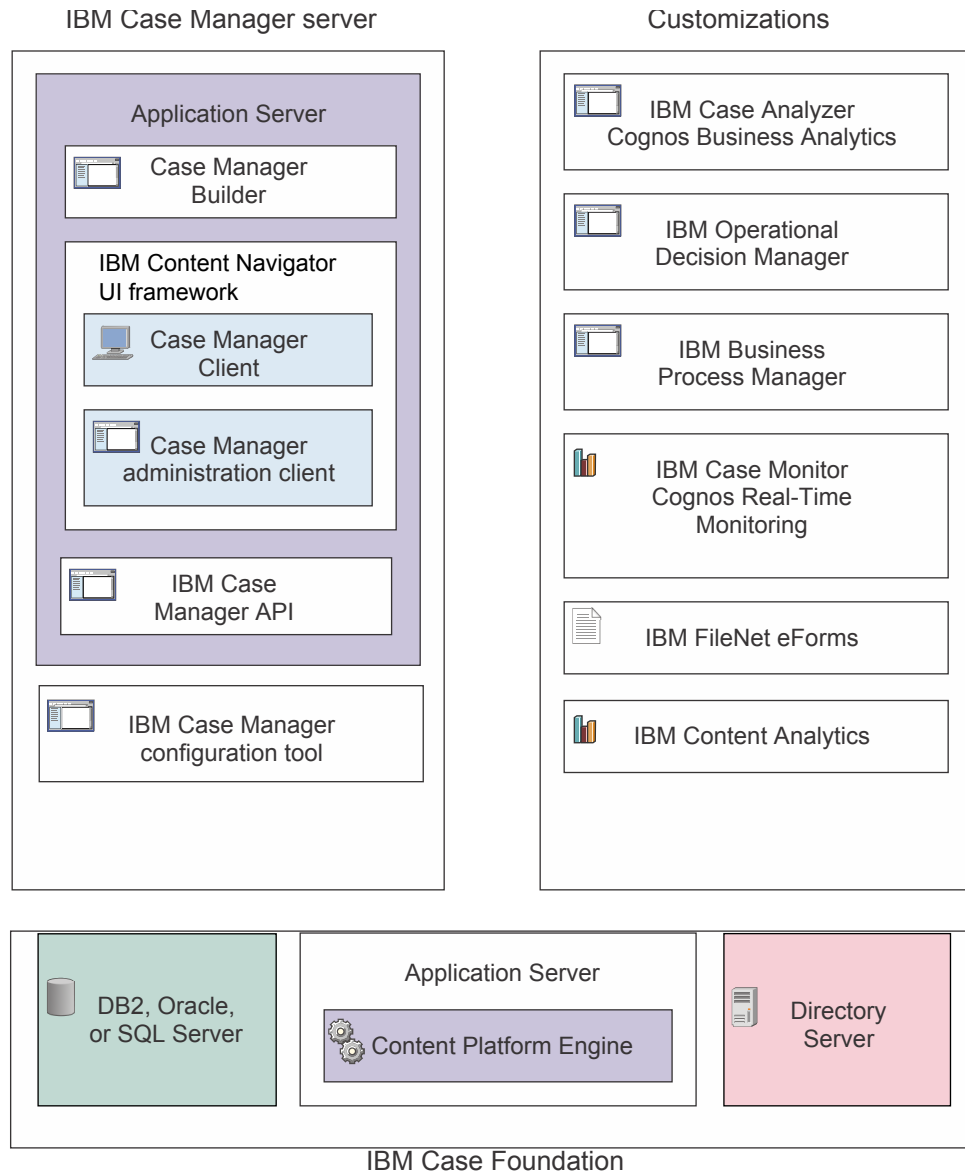 IBM Case Manager server
Application Server
Case Manager
Builder
IBM Content Navigator
UI framework
Case Manager
Client
Case Manager
administration client
IBM Case
Manager API
IBM Case Manager
configuration tool
Customizations
IBM Case Analyzer
Cognos Business Analytics
IBM Operational
Decision Manager
IBM Business
Process Manager
IBM Case Monitor
Cognos Real-Time
Monitoring
IBM FileNet eForms
IBM Content Analytics
DB2, Oracle,
or SQL Server
Application Server
Content Platform Engine
Directory
Server
IBM Case Foundation